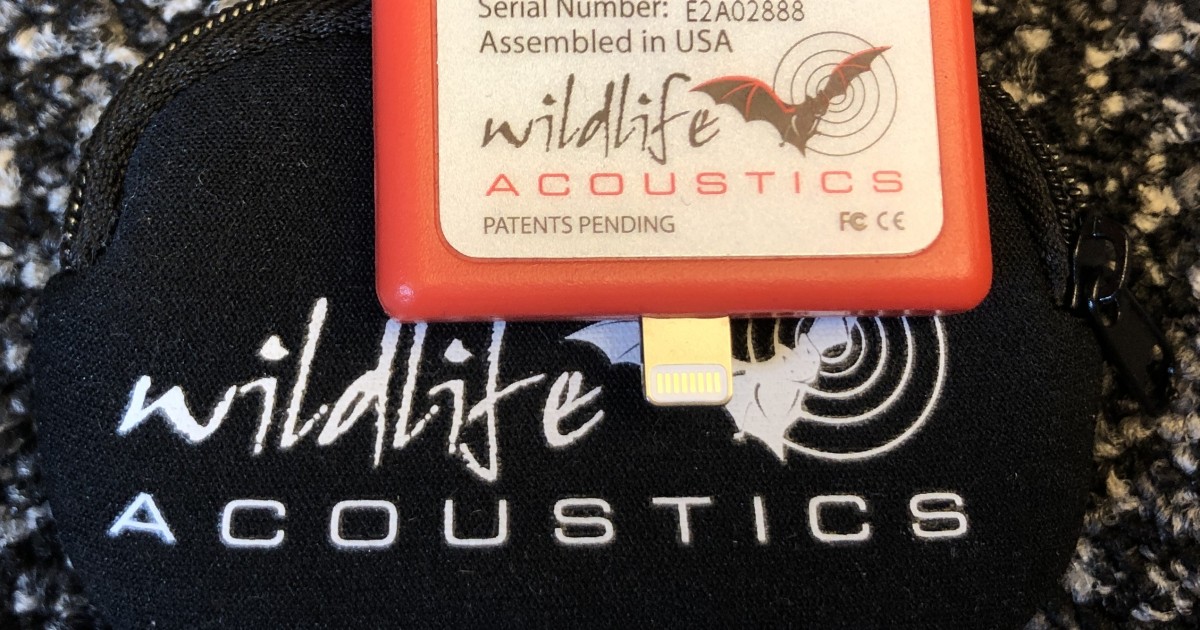 Serial Number: E2A02888
Assembled in USA
wildlife
ACOUSTICS
PATENTS PENDING FC CE
wildlife
ACOUSTICS